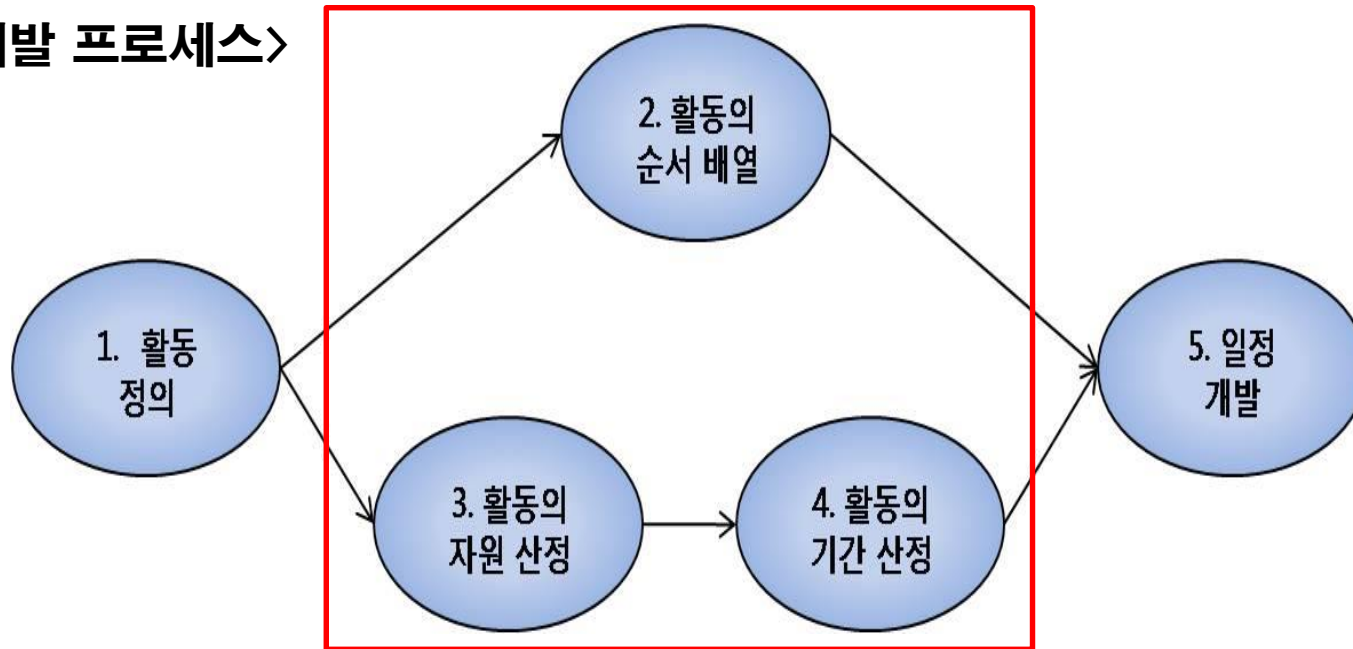 발 프로세스>
2. 활동의
순서 배열
1. 활동
정의
5. 일정
개발
3. 활동의
자원 산정
4. 활동의
기간 산정